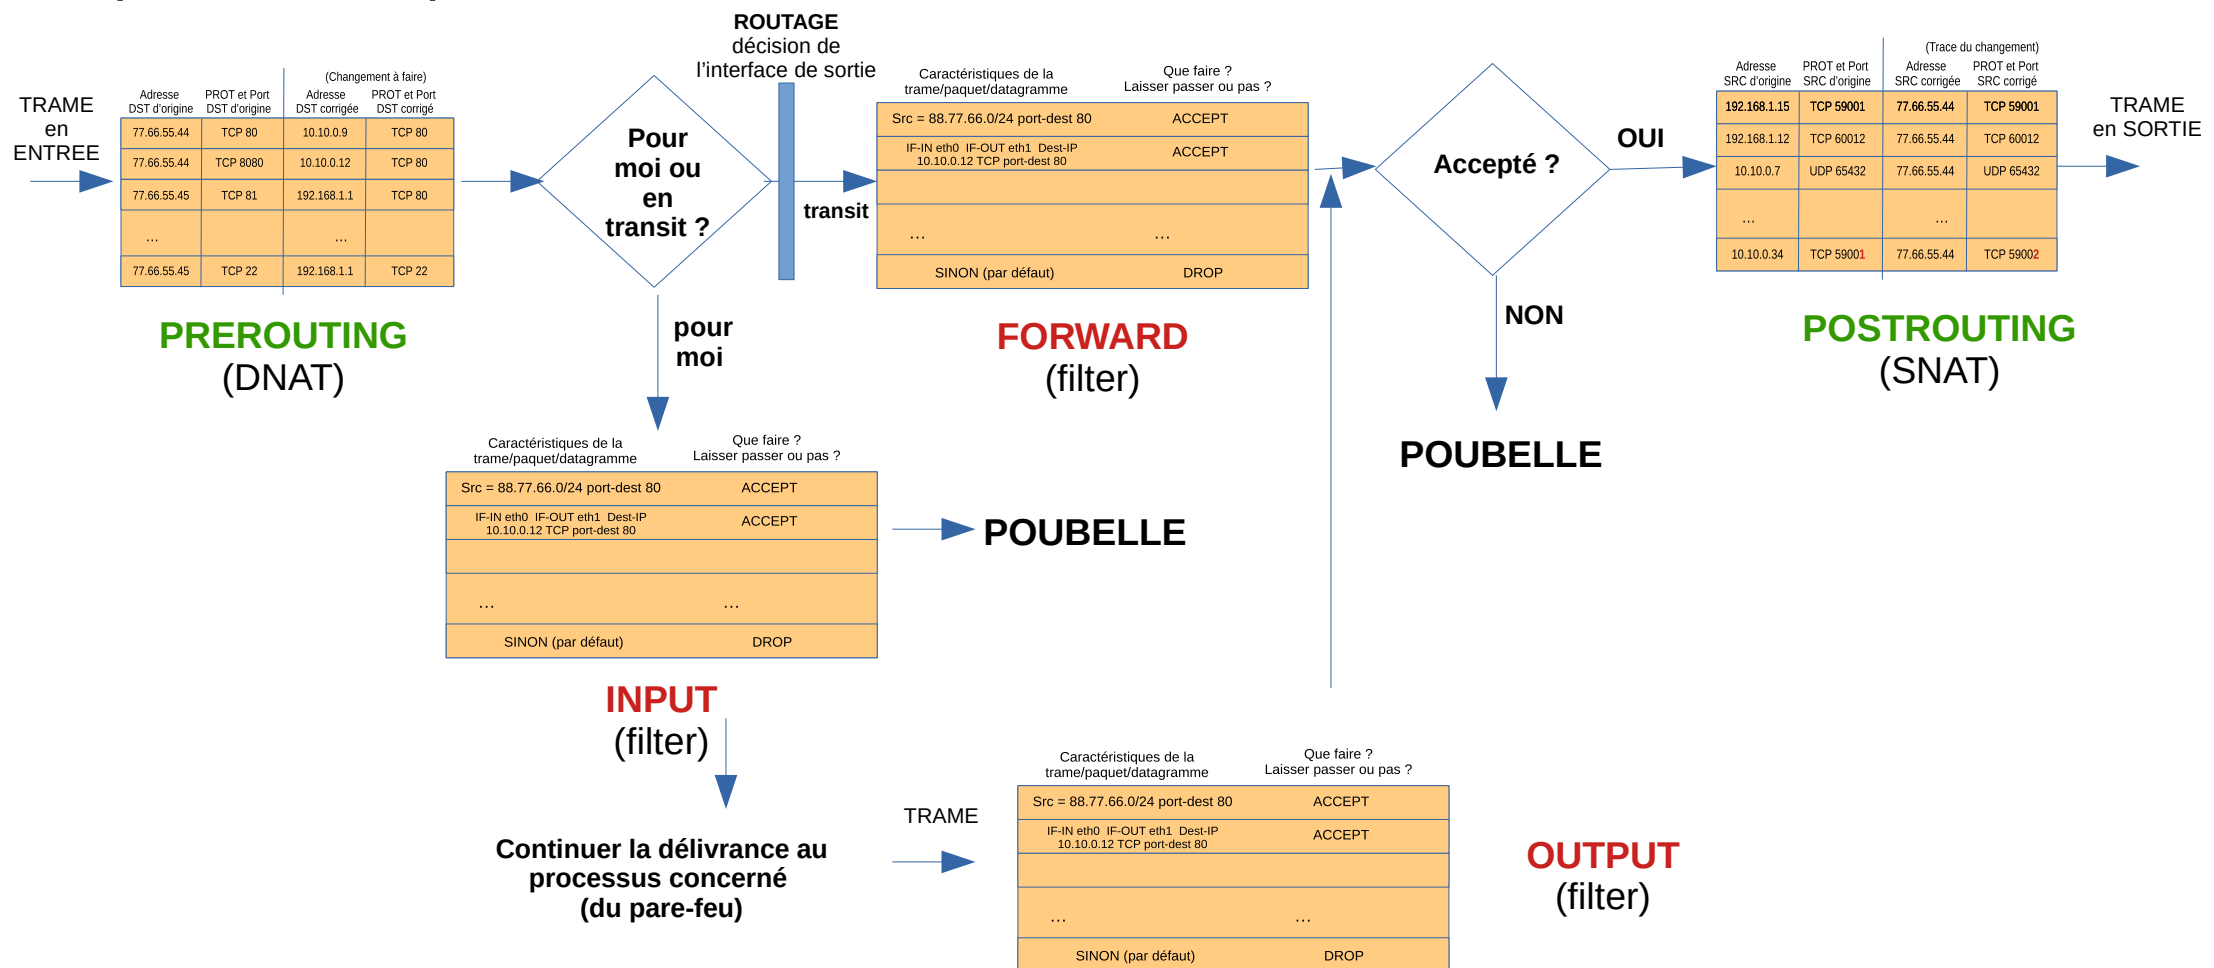 ROUTAGE
décision de
l'interface de sortie
TRAME
en
ENTREE
(Changement à faire)
Adresse DST d'origine PROT et Port DST d'origine Adresse DST corrigée PROT et Port DST corrigé
77.66.55.44 TCP 80 10.10.0.9 TCP 80
77.66.55.44 TCP 8080 10.10.0.12 TCP 80
77.66.55.45 TCP 81 192.168.1.1 TCP 80
... ...
77.66.55.45 TCP 22 192.168.1.1 TCP 22
PREROUTING
(DNAT)
Pour
moi ou
en
transit ?
transit
pour
moi
Caractéristiques de la
trame/paquet/datagramme
Que faire ?
Laisser passer ou pas ?
Src = 88.77.66.0/24 port-dest 80 ACCEPT
IF-IN eth0 IF-OUT eth1 Dest-IP
10.10.0.12 TCP port-dest 80
ACCEPT
... ...
SINON (par défaut) DROP
FORWARD
(filter)
Accepté ?
OUI
NON
POUBELLE
(Trace du changement)
Adresse SRC d'origine PROT et Port SRC d'origine Adresse SRC corrigée PROT et Port SRC corrigé
192.168.1.15 TCP 59001 77.66.55.44 TCP 59001
192.168.1.12 TCP 60012 77.66.55.44 TCP 60012
10.10.0.7 UDP 65432 77.66.55.44 UDP 65432
... ...
10.10.0.34 TCP 59001 77.66.55.44 TCP 59002
POSTROUTING
(SNAT)
TRAME
en SORTIE
Caractéristiques de la
trame/paquet/datagramme
Que faire ?
Laisser passer ou pas ?
Src = 88.77.66.0/24 port-dest 80 ACCEPT
IF-IN eth0 IF-OUT eth1 Dest-IP
10.10.0.12 TCP port-dest 80
ACCEPT
... ...
SINON (par défaut) DROP
POUBELLE
INPUT
(filter)
Continuer la délivrance au
processus concerné
(du pare-feu)
TRAME
Caractéristiques de la
trame/paquet/datagramme
Que faire ?
Laisser passer ou pas ?
Src = 88.77.66.0/24 port-dest 80 ACCEPT
IF-IN eth0 IF-OUT eth1 Dest-IP
10.10.0.12 TCP port-dest 80
ACCEPT
... ...
SINON (par défaut) DROP
OUTPUT
(filter)